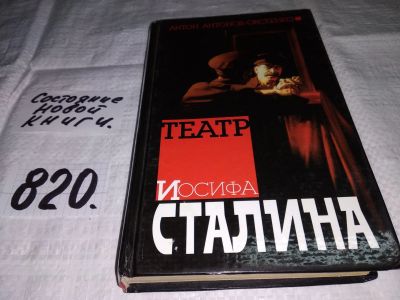 Состояние
новой
книги.
820.
АНТОН АНТОНОВ-ОВСЕЕНКО
ТЕАТР
ИОСИФА
СТАЛИНА